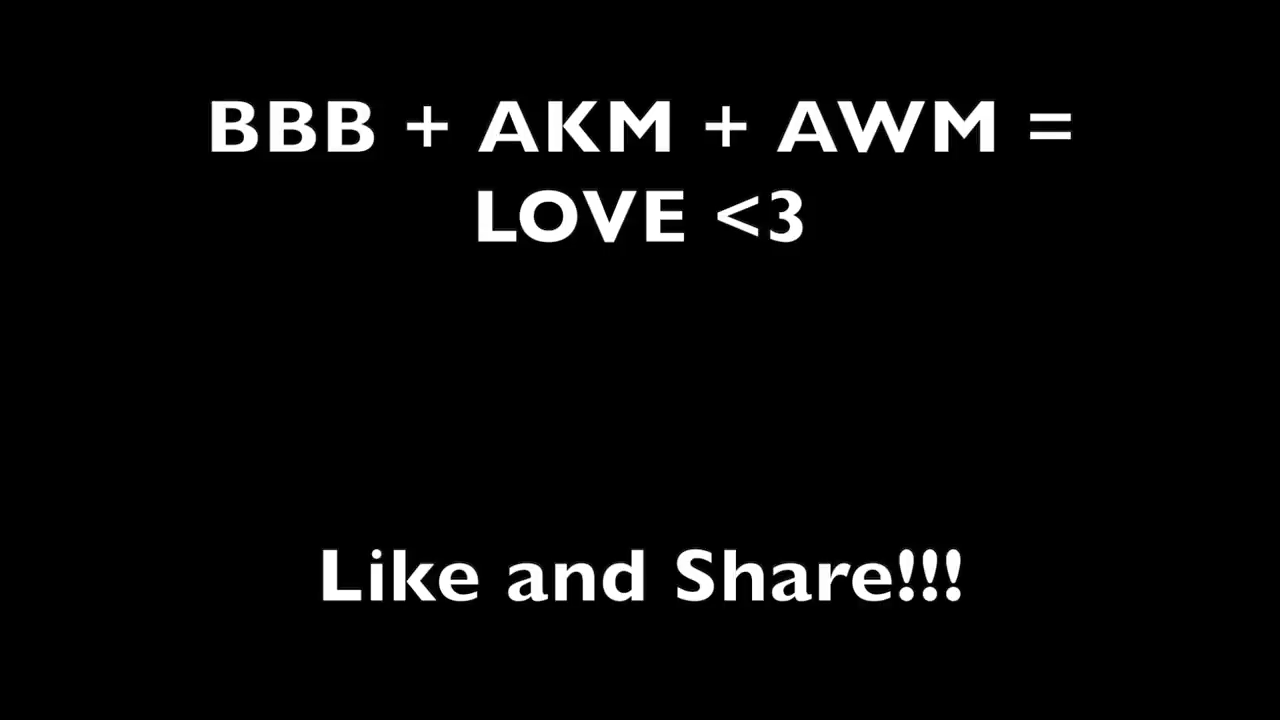 BBB + AKM + AWM =
LOVE <3
Like and Share!!!